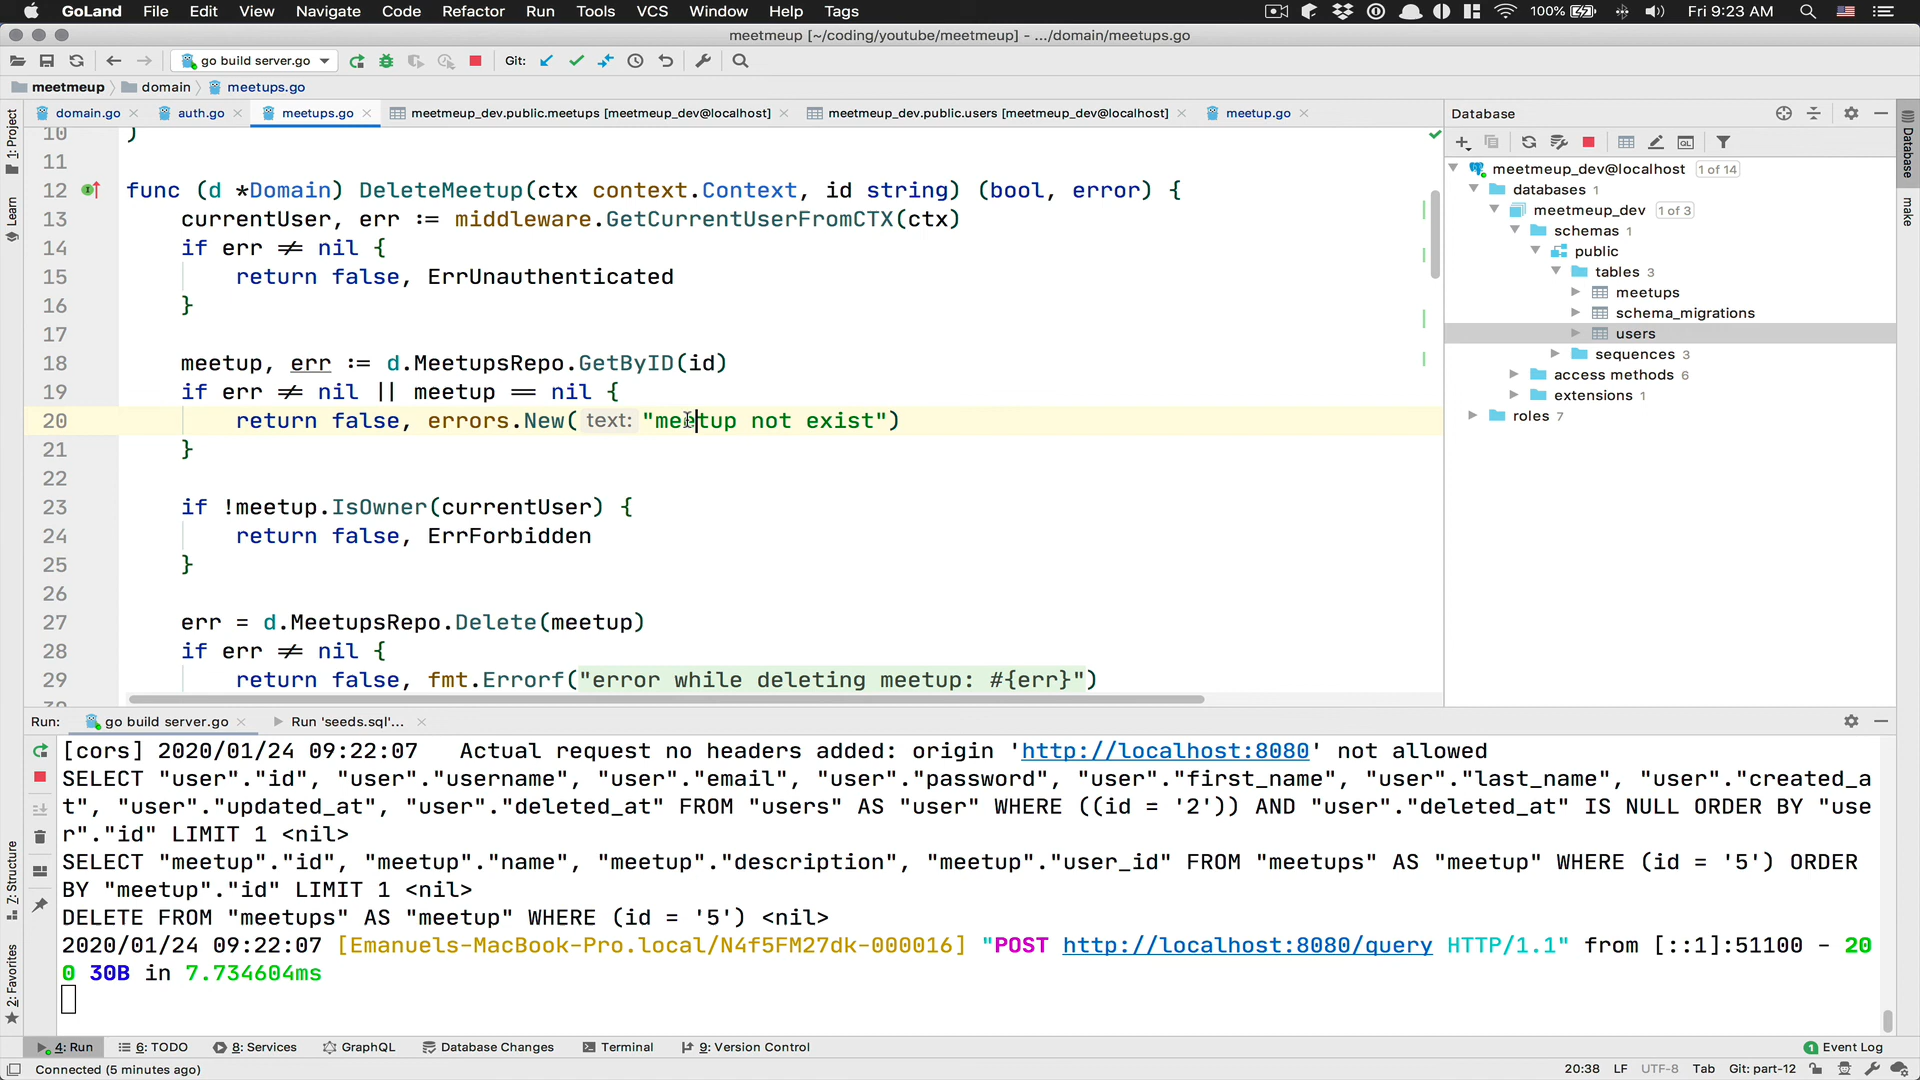 GoLand File Edit View Navigate Code Refactor Run Tools VCS Window Help Tags 100% Fri 9:23 AM
meetmeup [~/coding/youtube/meetmeup] - .../domain/meetups.go
go build server.go Git:
meetmeup domain meetups.go
domain.go auth.go meetups.go meetmeup_dev.public.meetups [meetmeup_dev@localhost] meetmeup_dev.public.users [meetmeup_dev@localhost] meetup.go
10 )
11
12 func (d *Domain) DeleteMeetup(ctx context.Context, id string) (bool, error) {
13 currentUser, err := middleware.GetCurrentUserFromCTX(ctx)
14 if err ≠ nil {
15 return false, ErrUnauthenticated
16 }
17
18 meetup, err := d.MeetupsRepo.GetByID(id)
19 if err ≠ nil || meetup == nil {
20 return false, errors.New( text: "meetup not exist")
21 }
22
23 if !meetup.IsOwner(currentUser) {
24 return false, ErrForbidden
25 }
26
27 err = d.MeetupsRepo.Delete(meetup)
28 if err ≠ nil {
29 return false, fmt.Errorf("error while deleting meetup: #{err}")
Database
meetmeup_dev@localhost 1 of 14
databases 1
meetmeup_dev 1 of 3
schemas 1
public
tables 3
meetups
schema_migrations
users
sequences 3
access methods 6
extensions 1
roles 7
1: Project
Learn
Z: Structure
2: Favorites
Database
make
Run: go build server.go Run 'seeds.sql'...
[cors] 2020/01/24 09:22:07 Actual request no headers added: origin 'http://localhost:8080' not allowed
SELECT "user"."id", "user"."username", "user"."email", "user"."password", "user"."first_name", "user"."last_name", "user"."created_a
t", "user"."updated_at", "user"."deleted_at" FROM "users" AS "user" WHERE ((id = '2')) AND "user"."deleted_at" IS NULL ORDER BY "use
r"."id" LIMIT 1 <nil>
SELECT "meetup"."id", "meetup"."name", "meetup"."description", "meetup"."user_id" FROM "meetups" AS "meetup" WHERE (id = '5') ORDER
BY "meetup"."id" LIMIT 1 <nil>
DELETE FROM "meetups" AS "meetup" WHERE (id = '5') <nil>
2020/01/24 09:22:07 [Emanuels-MacBook-Pro.local/N4f5FM27dk-000016] "POST http://localhost:8080/query HTTP/1.1" from [::1]:51100 - 20
0 30B in 7.734604ms
4: Run 6: TODO 8: Services GraphQL Database Changes Terminal 9: Version Control 1 Event Log
Connected (5 minutes ago) 20:38 LF UTF-8 Tab Git: part-12